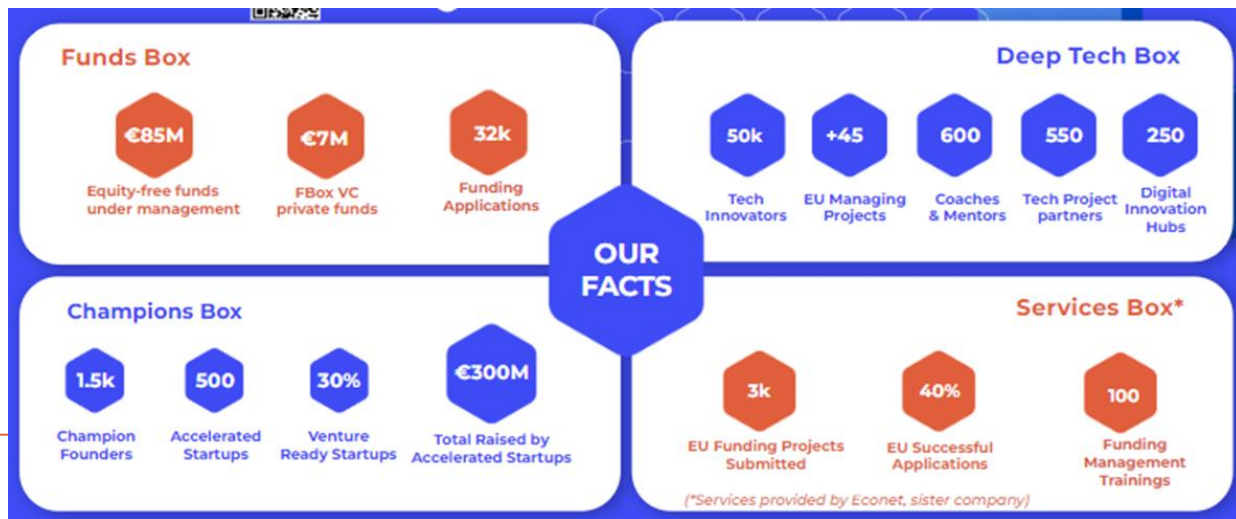 Funds Box
€85M
Equity-free funds
under management
€7M
FBox VC
private funds
32k
Funding
Applications
Deep Tech Box
50k
Tech
Innovators
+45
EU Managing
Projects
600
Coaches
& Mentors
550
Tech Project
partners
250
Digital
Innovation
Hubs
OUR
FACTS
Champions Box
1.5k
Champion
Founders
500
Accelerated
Startups
30%
Venture
Ready Startups
€300M
Total Raised by
Accelerated Startups
Services Box*
3k
EU Funding Projects
Submitted
40%
EU Successful
Applications
100
Funding
Management
Trainings
(*Services provided by Econet, sister company)